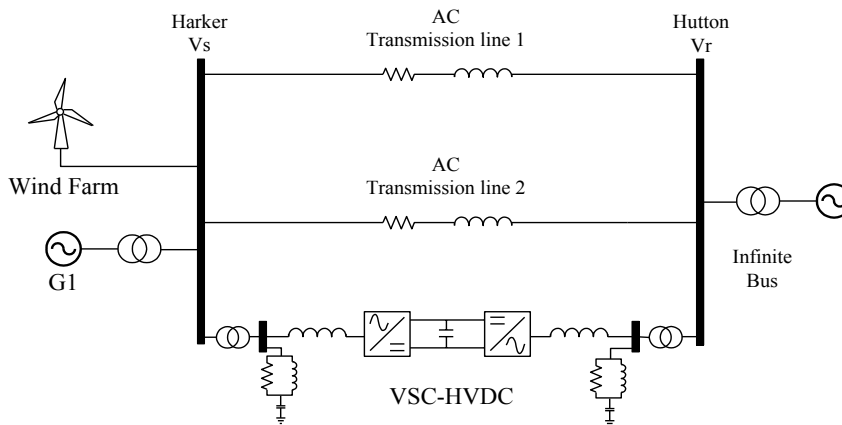 Harker
Vs
AC
Transmission line 1
Hutton
Vr
Wind Farm
AC
Transmission line 2
G1
Infinite
Bus
VSC-HVDC